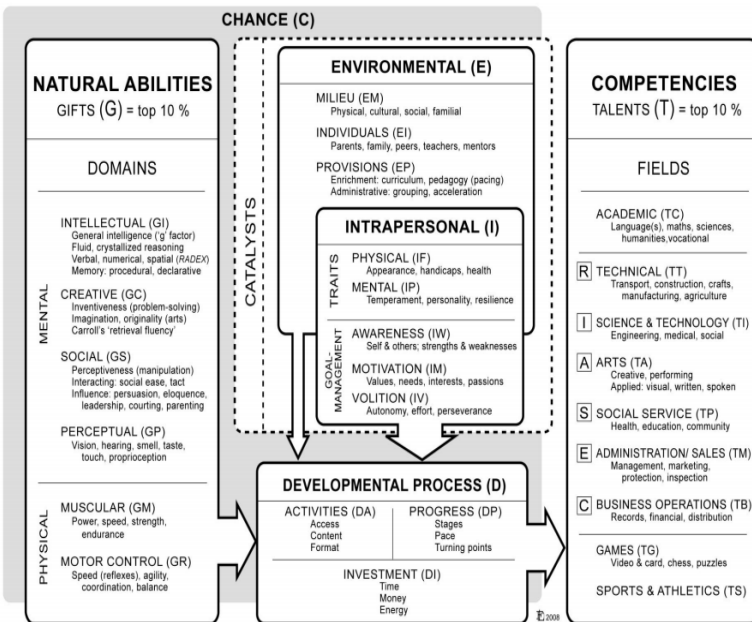 CHANCE (C)
NATURAL ABILITIES
GIFTS (G) = top 10 %
DOMAINS
MENTAL
INTELLECTUAL (GI)
General intelligence ('g' factor)
Fluid, crystallized reasoning
Verbal, numerical, spatial (RADEX)
Memory: procedural, declarative
CREATIVE (GC)
Inventiveness (problem-solving)
Imagination, originality (arts)
Carroll's 'retrieval fluency'
SOCIAL (GS)
Perceptiveness (manipulation)
Interacting: social ease, tact
Influence: persuasion, eloquence,
leadership, courting, parenting
PERCEPTUAL (GP)
Vision, hearing, smell, taste,
touch, proprioception
PHYSICAL
MUSCULAR (GM)
Power, speed, strength,
endurance
MOTOR CONTROL (GR)
Speed (reflexes), agility,
coordination, balance
CATALYSTS
ENVIRONMENTAL (E)
MILIEU (EM)
Physical, cultural, social, familial
INDIVIDUALS (EI)
Parents, family, peers, teachers, mentors
PROVISIONS (EP)
Enrichment: curriculum, pedagogy (pacing)
Administrative: grouping, acceleration
INTRAPERSONAL (I)
TRAITS
PHYSICAL (IF)
Appearance, handicaps, health
MENTAL (IP)
Temperament, personality, resilience
GOAL-
MANAGEMENT
AWARENESS (IW)
Self & others; strengths & weaknesses
MOTIVATION (IM)
Values, needs, interests, passions
VOLITION (IV)
Autonomy, effort, perseverance
DEVELOPMENTAL PROCESS (D)
ACTIVITIES (DA)
Access
Content
Format
PROGRESS (DP)
Stages
Pace
Turning points
INVESTMENT (DI)
Time
Money
Energy
2008
COMPETENCIES
TALENTS (T) = top 10 %
FIELDS
ACADEMIC (TC)
Language(s), maths, sciences,
humanities,vocational
R TECHNICAL (TT)
Transport, construction, crafts,
manufacturing, agriculture
I SCIENCE & TECHNOLOGY (TI)
Engineering, medical, social
A ARTS (TA)
Creative, performing
Applied: visual, written, spoken
S SOCIAL SERVICE (TP)
Health, education, community
E ADMINISTRATION/ SALES (TM)
Management, marketing,
protection, inspection
C BUSINESS OPERATIONS (TB)
Records, financial, distribution
GAMES (TG)
Video & card, chess, puzzles
SPORTS & ATHLETICS (TS)